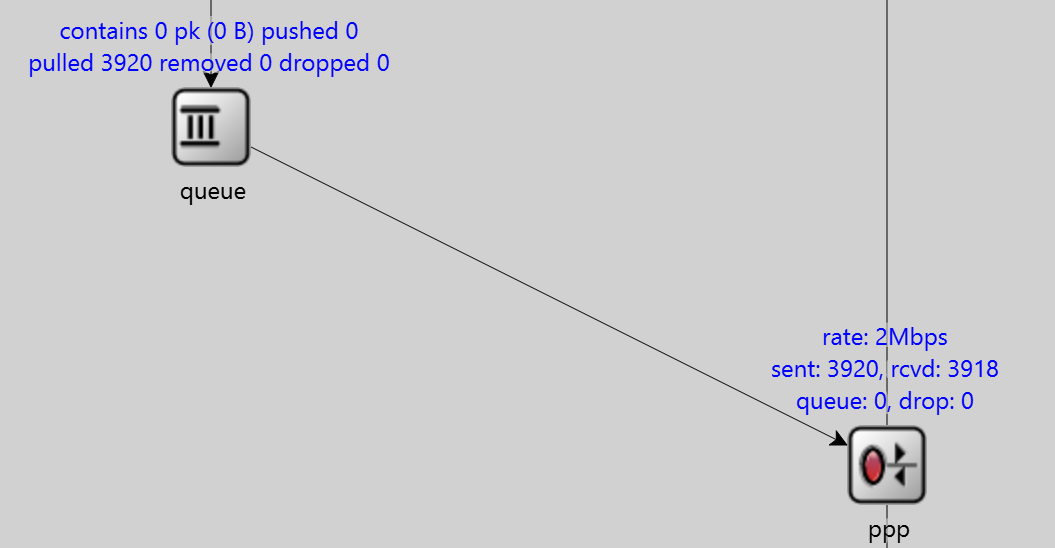 contains 0 pk (0 B) pushed 0
pulled 3920 removed 0 dropped 0
queue
rate: 2Mbps
sent: 3920, rcvd: 3918
queue: 0, drop: 0
ppp